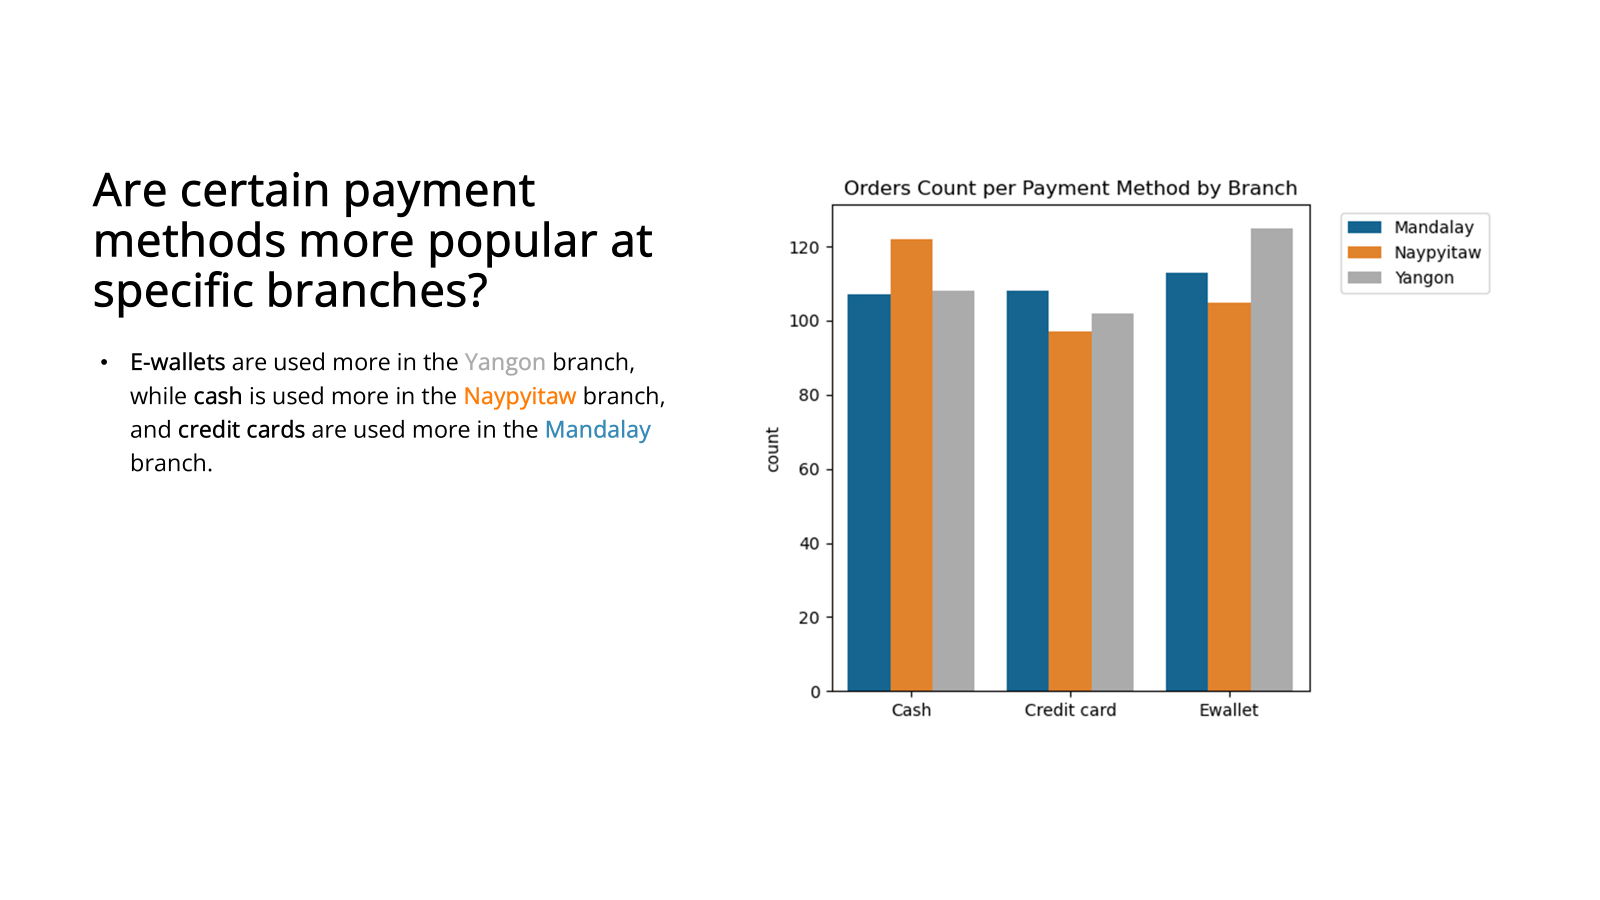 Are certain payment
methods more popular at
specific branches?
• E-wallets are used more in the Yangon branch,
while cash is used more in the Naypyitaw branch,
and credit cards are used more in the Mandalay
branch.
Orders Count per Payment Method by Branch
Mandalay
Naypyitaw
Yangon
count
120
100
80
60
40
20
0
Cash Credit card Ewallet